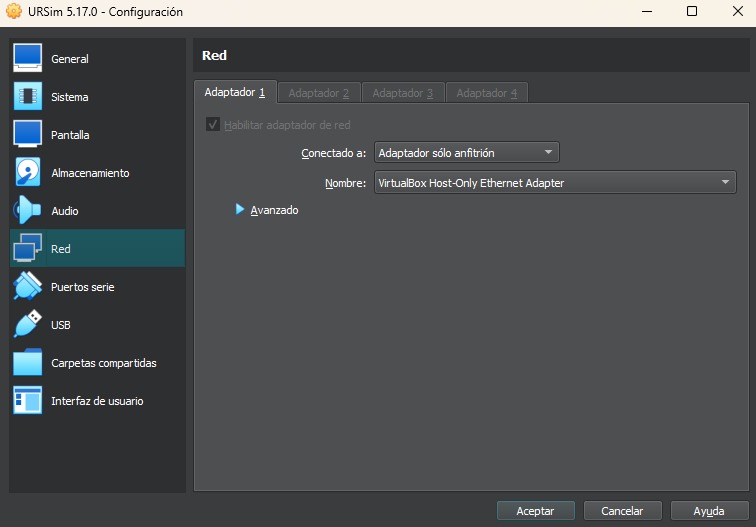 URSim 5.17.0 - Configuración
General
Sistema
Pantalla
Almacenamiento
Audio
Red
Puertos serie
USB
Carpetas compartidas
Interfaz de usuario
Red
Adaptador 1 Adaptador 2 Adaptador 3 Adaptador 4
Habilitar adaptador de red
Conectado a: Adaptador sólo anfitrión
Nombre: VirtualBox Host-Only Ethernet Adapter
Avanzado
Aceptar Cancelar Ayuda